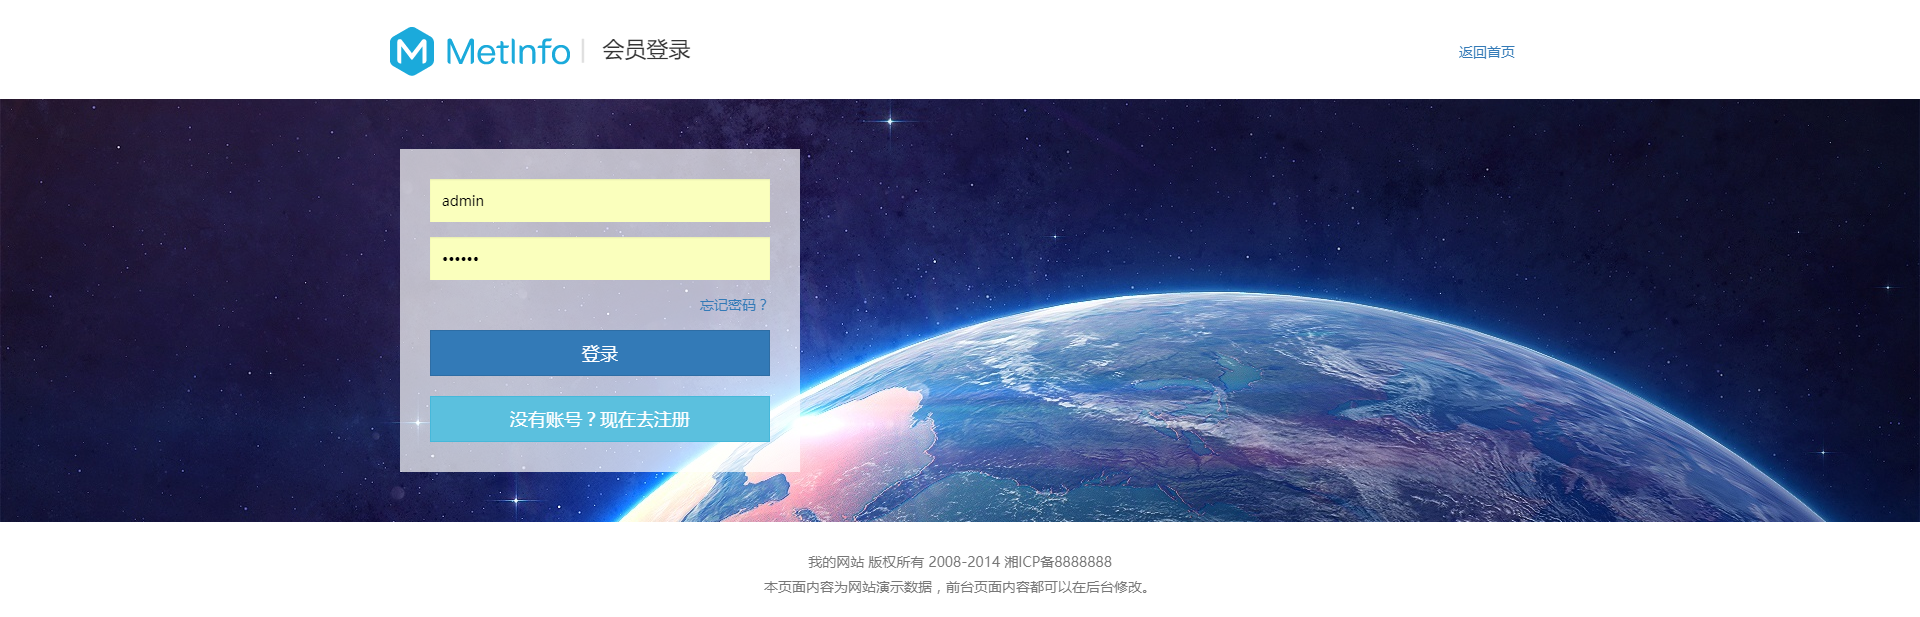 MetInfo | 会员登录
返回首页
admin
••••••
忘记密码？
登录
没有账号？现在去注册
我的网站 版权所有 2008-2014 湘ICP备8888888
本页面内容为网站演示数据，前台页面内容都可以在后台修改。